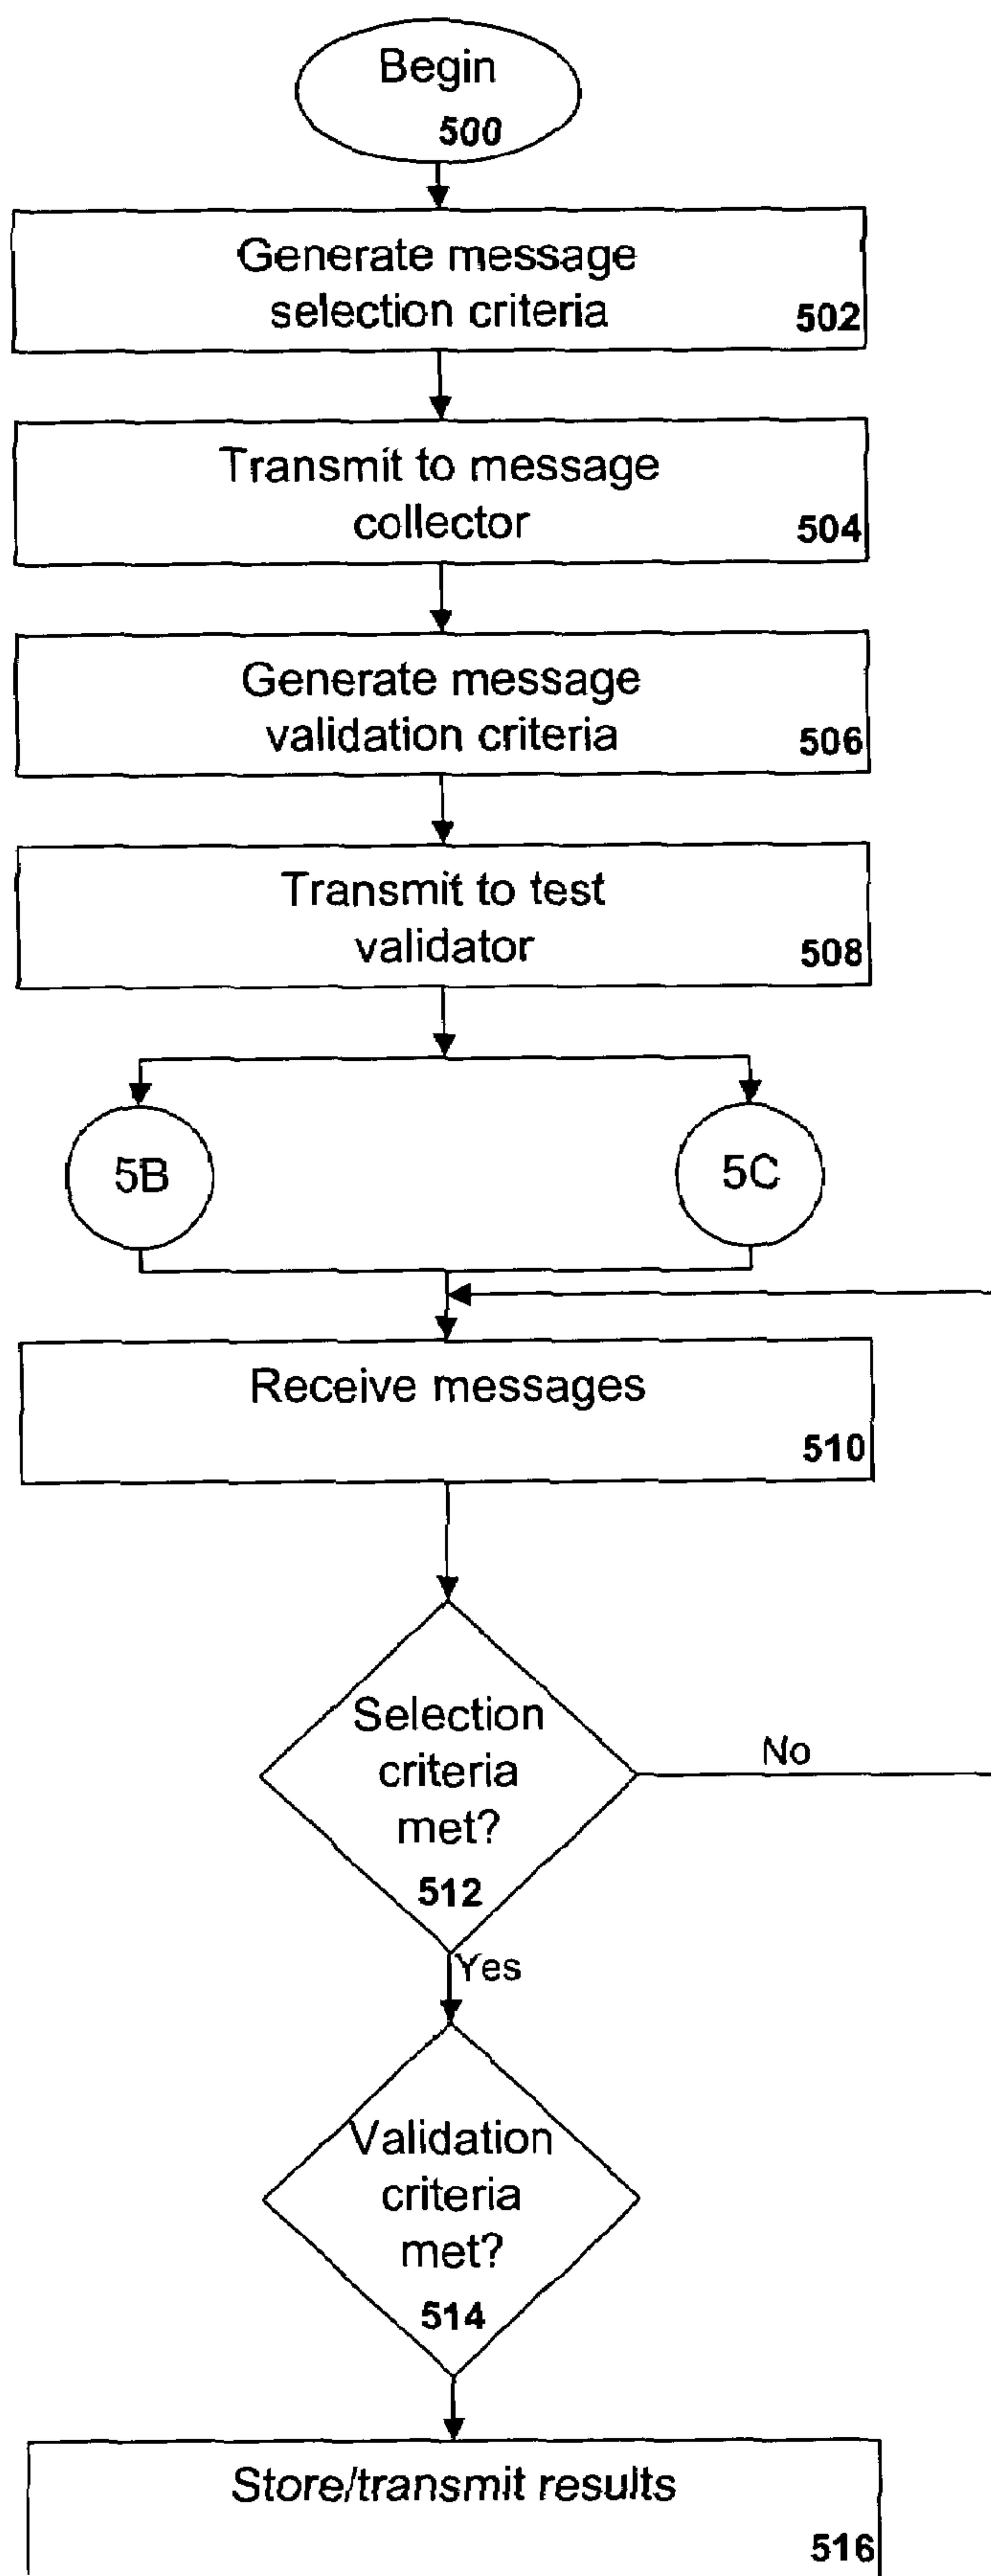 Begin
500
Generate message
selection criteria
502
Transmit to message
collector
504
Generate message
validation criteria
506
Transmit to test
validator
508
5B
5C
Receive messages
510
Selection
criteria
met?
512
No
Yes
Validation
criteria
met?
514
Store/transmit results
516